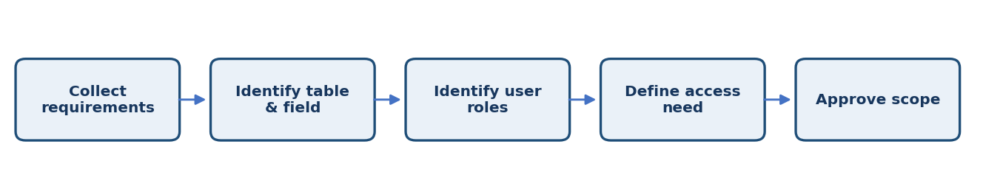 Collect
requirements
Identify table
& field
Identify user
roles
Define access
need
Approve scope